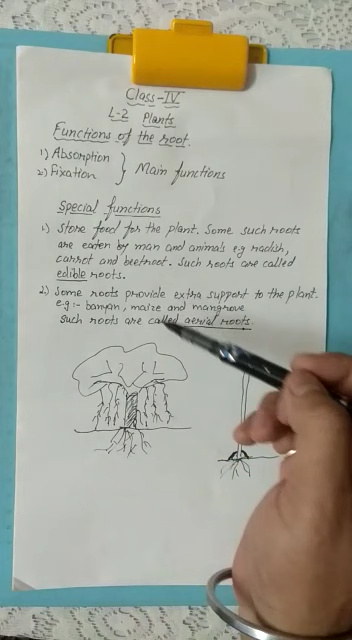 Class-IV
L-2 Plants
Functions of the root.
1) Absorption
2) Fixation } Main functions
Special functions
1) Store food for the plant. Some such roots
are eaten by man and animals e.g radish,
carrot and beetroot. Such roots are called
edible roots.
2) Some roots provide extra support to the plant.
e.g:- banyan, maize and mangrove
Such roots are called aerial roots.